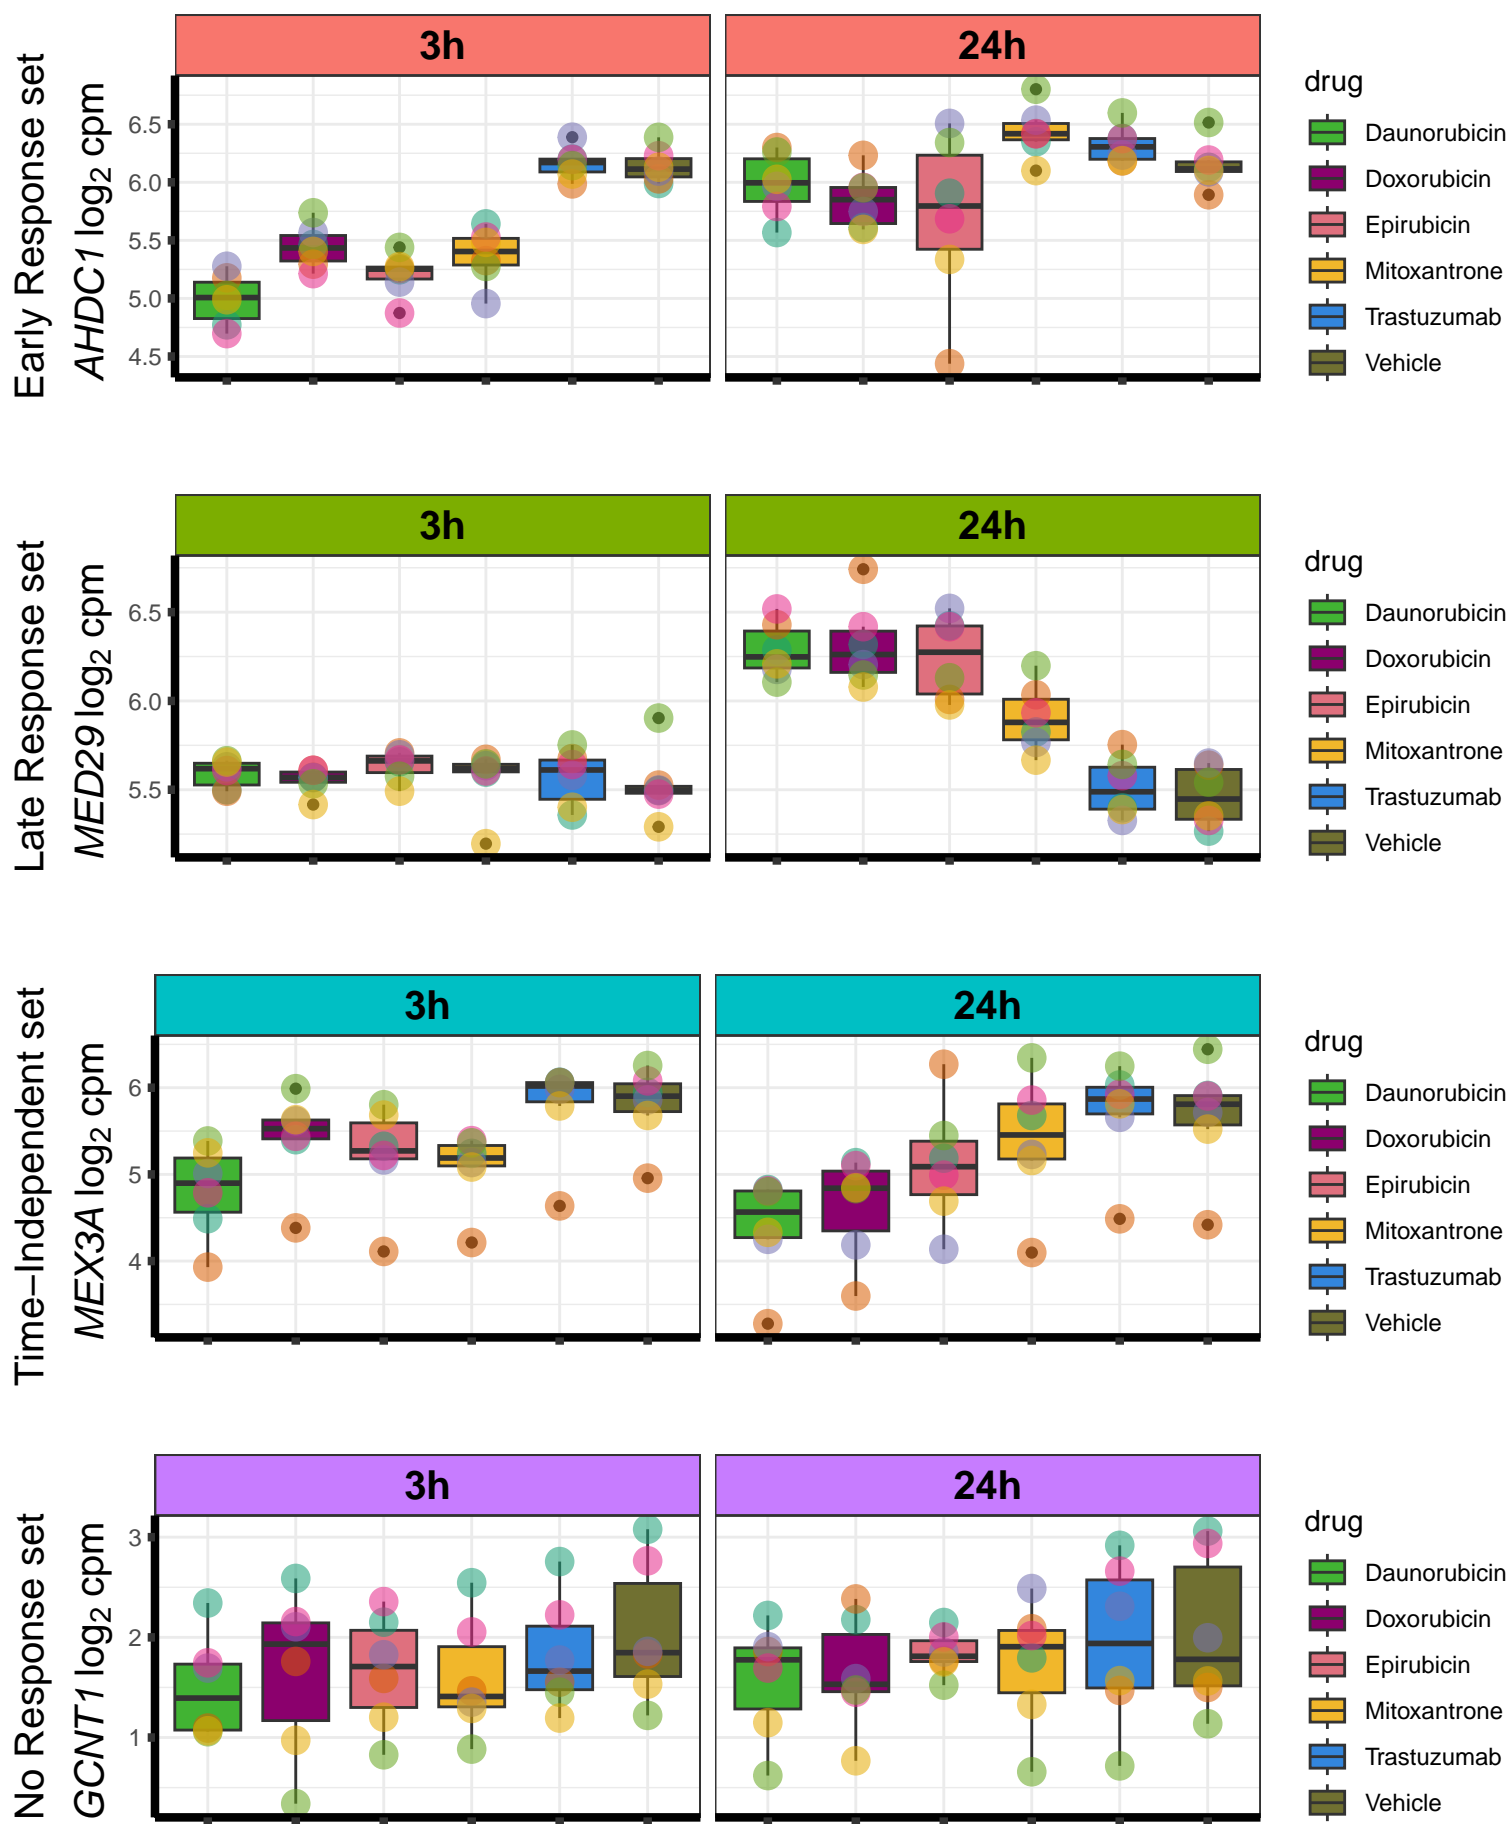 Early Response set
AHDC1 log2 cpm
3h
24h
6.5
6.0
5.5
5.0
4.5
drug
Daunorubicin
Doxorubicin
Epirubicin
Mitoxantrone
Trastuzumab
Vehicle
Late Response set
MED29 log2 cpm
3h
24h
6.5
6.0
5.5
drug
Daunorubicin
Doxorubicin
Epirubicin
Mitoxantrone
Trastuzumab
Vehicle
Time−Independent set
MEX3A log2 cpm
3h
24h
6
5
4
drug
Daunorubicin
Doxorubicin
Epirubicin
Mitoxantrone
Trastuzumab
Vehicle
No Response set
GCNT1 log2 cpm
3h
24h
3
2
1
drug
Daunorubicin
Doxorubicin
Epirubicin
Mitoxantrone
Trastuzumab
Vehicle